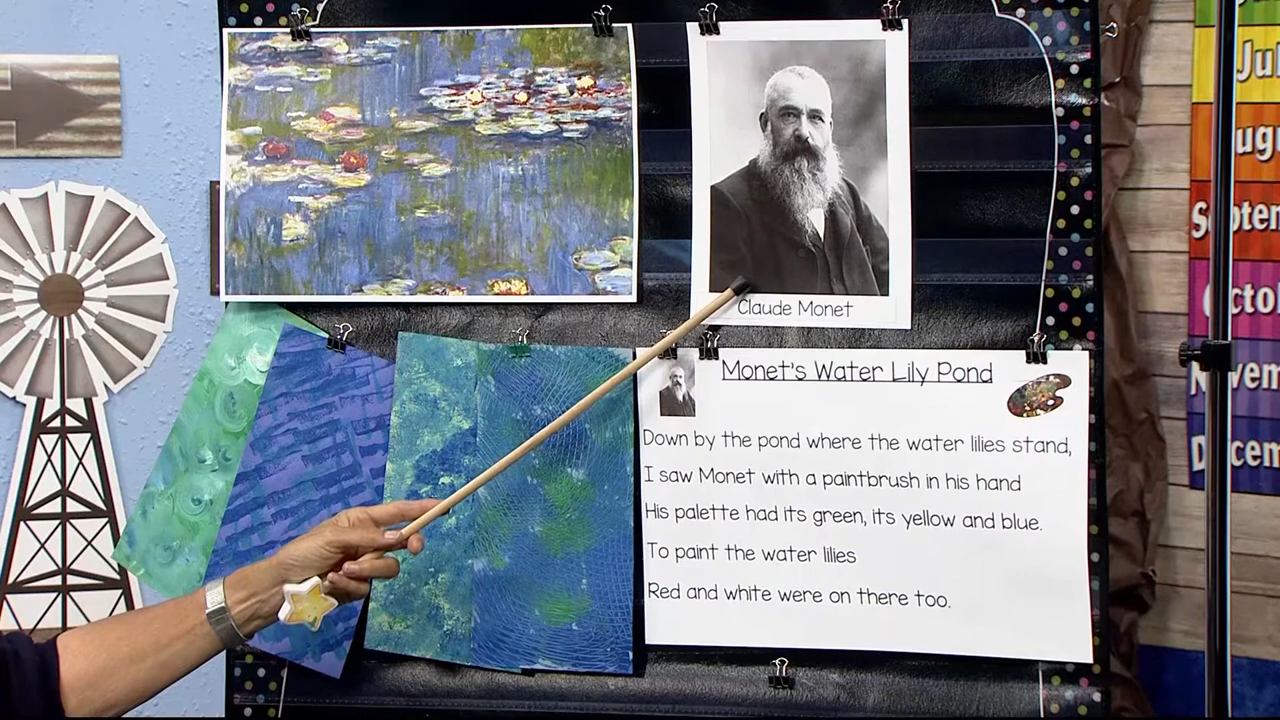 Claude Monet
Monet's Water Lily Pond
Down by the pond where the water lilies stand,
I saw Monet with a paintbrush in his hand
His palette had its green, its yellow and blue.
To paint the water lilies
Red and white were on there too.